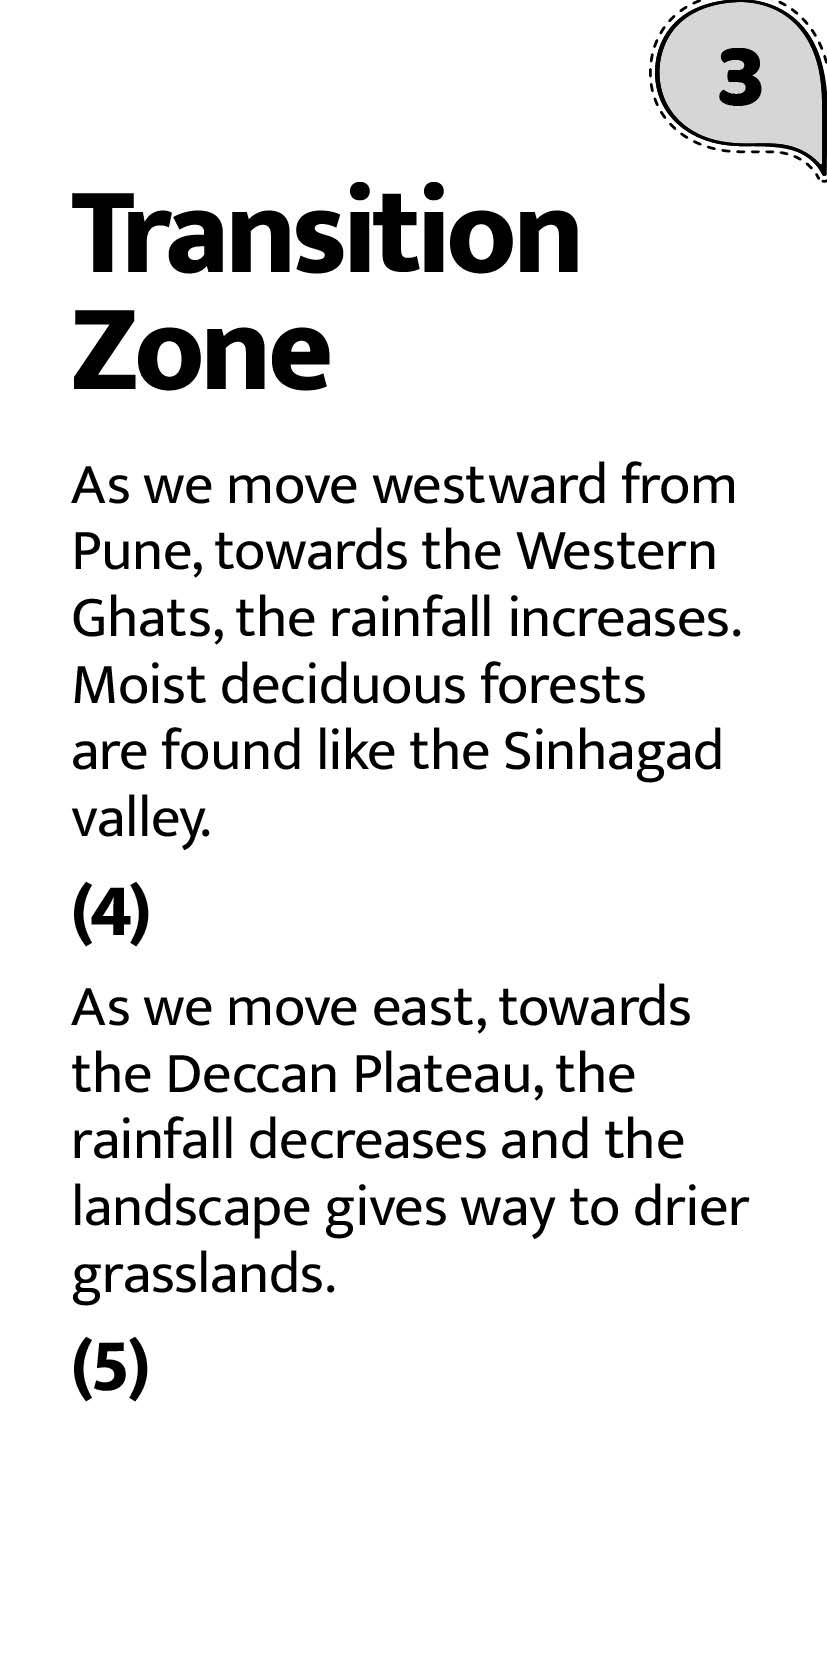 3
Transition
Zone
As we move westward from
Pune, towards the Western
Ghats, the rainfall increases.
Moist deciduous forests
are found like the Sinhagad
valley.
(4)
As we move east, towards
the Deccan Plateau, the
rainfall decreases and the
landscape gives way to drier
grasslands.
(5)